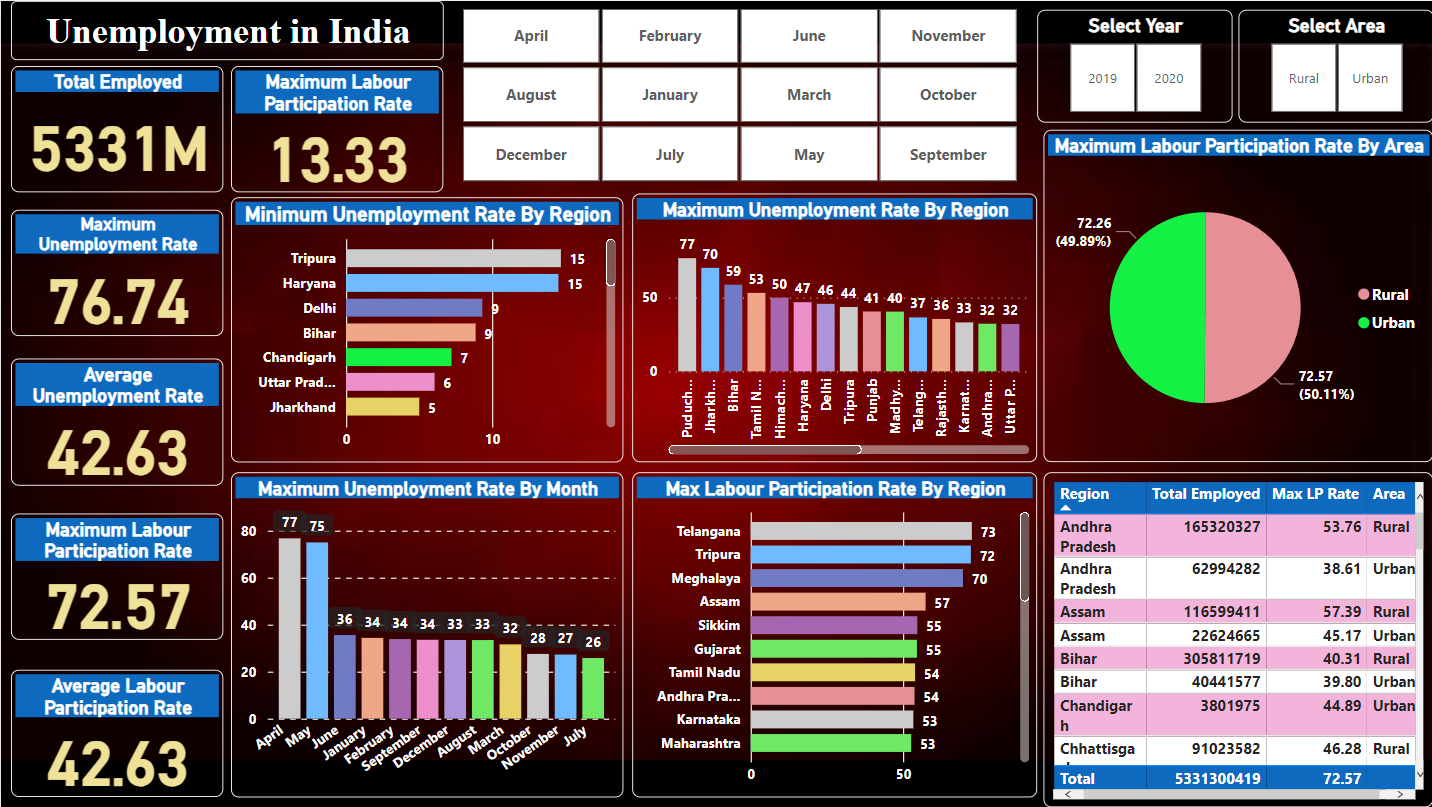 Unemployment in India
Total Employed
5331M
Maximum Labour
Participation Rate
13.33
April
February
June
November
August
January
March
October
December
July
May
September
Select Year
2019
2020
Select Area
Rural
Urban
Maximum
Unemployment Rate
76.74
Average
Unemployment Rate
42.63
Maximum Labour
Participation Rate
72.57
Average Labour
Participation Rate
42.63
Minimum Unemployment Rate By Region
Tripura 15
Haryana 15
Delhi 9
Bihar 9
Chandigarh 7
Uttar Prad... 6
Jharkhand 5
0 10
Maximum Unemployment Rate By Region
77 70 59 53 50 47 46 44 41 40 37 36 33 32 32
50
0
Puduch...
Jharkh...
Bihar
Tamil N...
Himach...
Haryana
Delhi
Tripura
Punjab
Madhy...
Telang...
Rajasth...
Karnat...
Andhra...
Uttar P...
Maximum Labour Participation Rate By Area
72.26
(49.89%)
72.57
(50.11%)
Rural
Urban
Maximum Unemployment Rate By Month
77 75 36 34 34 34 33 33 32 28 27 26
80
60
40
20
0
April
May
June
January
February
September
December
August
March
October
November
July
Max Labour Participation Rate By Region
Telangana 73
Tripura 72
Meghalaya 70
Assam 57
Sikkim 55
Gujarat 55
Tamil Nadu 54
Andhra Pra... 54
Karnataka 53
Maharashtra 53
0 50
Region Total Employed Max LP Rate Area
Andhra 165320327 53.76 Rural
Pradesh
Andhra 62994282 38.61 Urban
Pradesh
Assam 116599411 57.39 Rural
Assam 22624665 45.17 Urban
Bihar 305811719 40.31 Rural
Bihar 40441577 39.80 Urban
Chandigar 3801975 44.89 Urban
h
Chhattisga 91023582 46.28 Rural
Total 5331300419 72.57